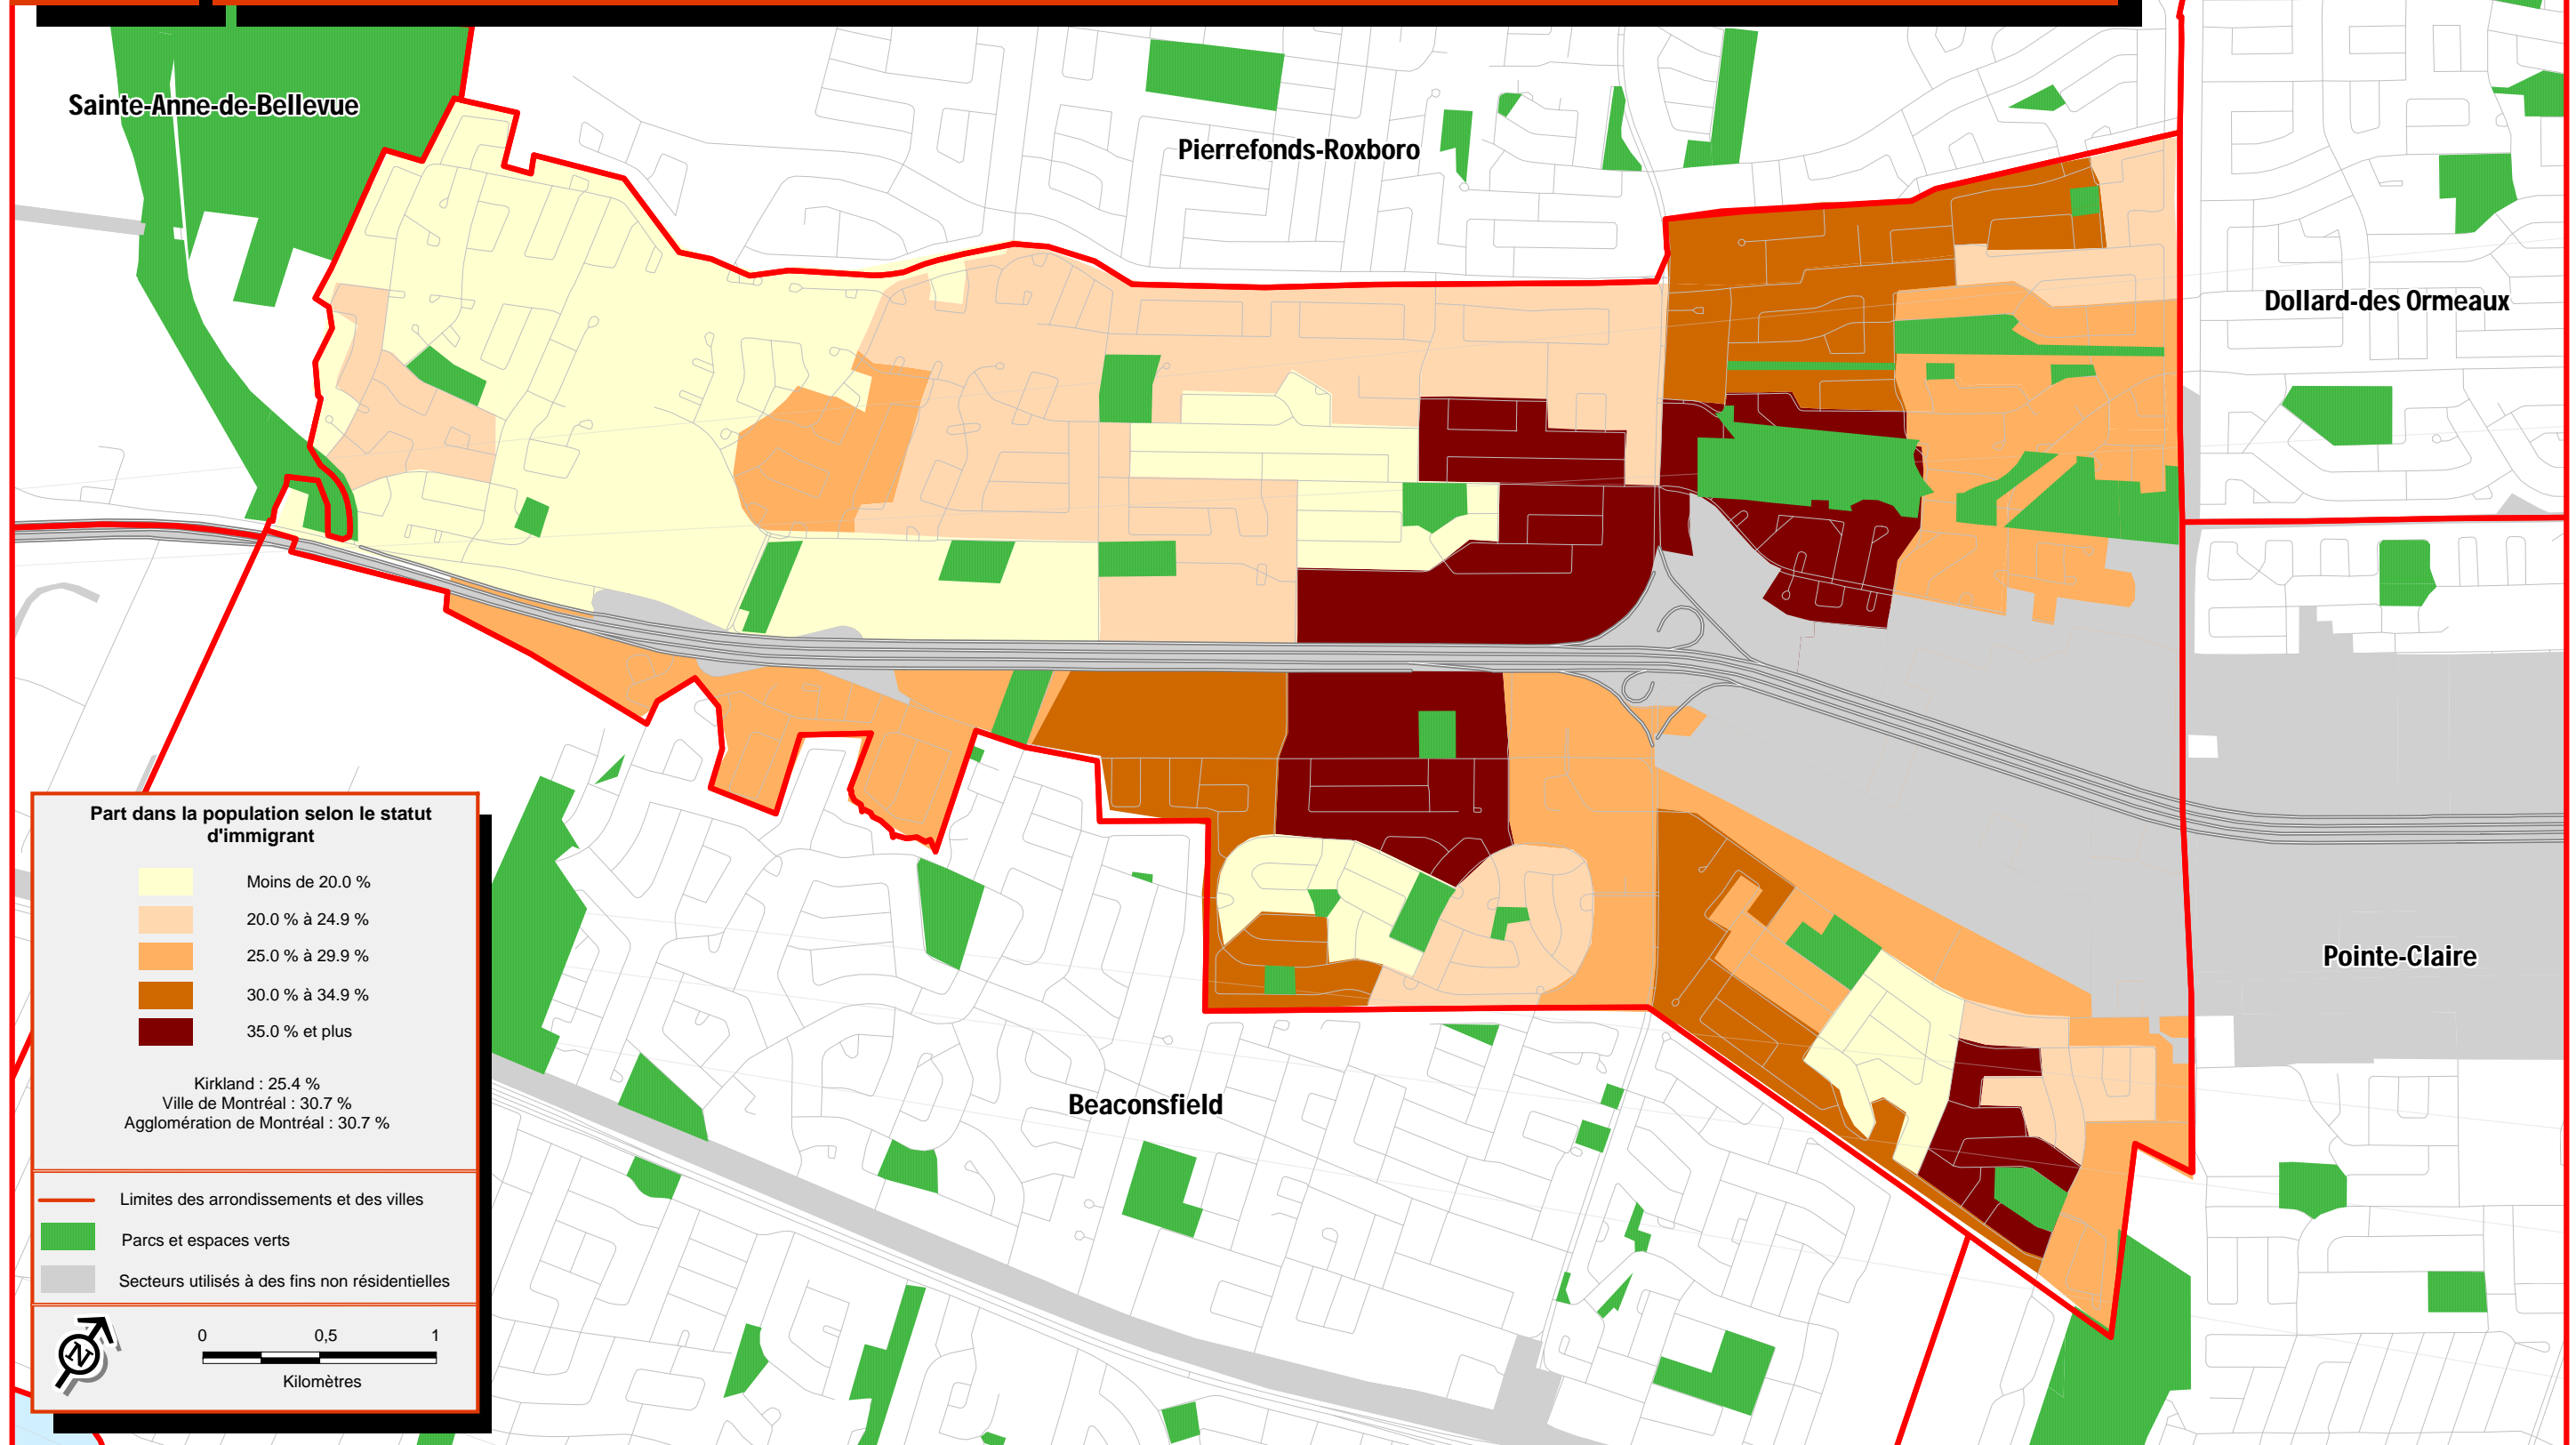 Sainte-Anne-de-Bellevue
Pierrefonds-Roxboro
Dollard-des Ormeaux
Pointe-Claire
Beaconsfield
Part dans la population selon le statut
d'immigrant
Moins de 20.0 %
20.0 % à 24.9 %
25.0 % à 29.9 %
30.0 % à 34.9 %
35.0 % et plus
Kirkland : 25.4 %
Ville de Montréal : 30.7 %
Agglomération de Montréal : 30.7 %
Limites des arrondissements et des villes
Parcs et espaces verts
Secteurs utilisés à des fins non résidentielles
N
0 0,5 1
Kilomètres